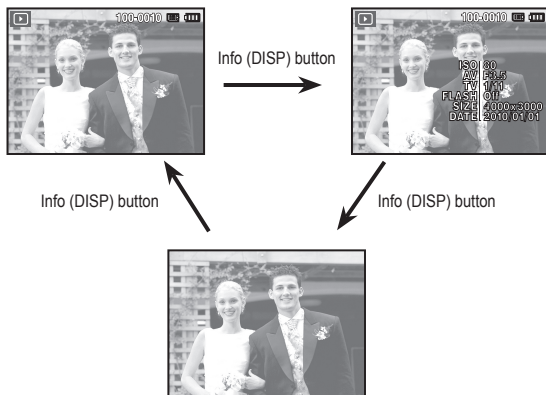 100-0010
100-0010
Info (DISP) button
ISO 80
AV F3.5
TV 1/11
FLASH Off
SIZE 4000x3000
DATE 2010/01/01
Info (DISP) button
Info (DISP) button